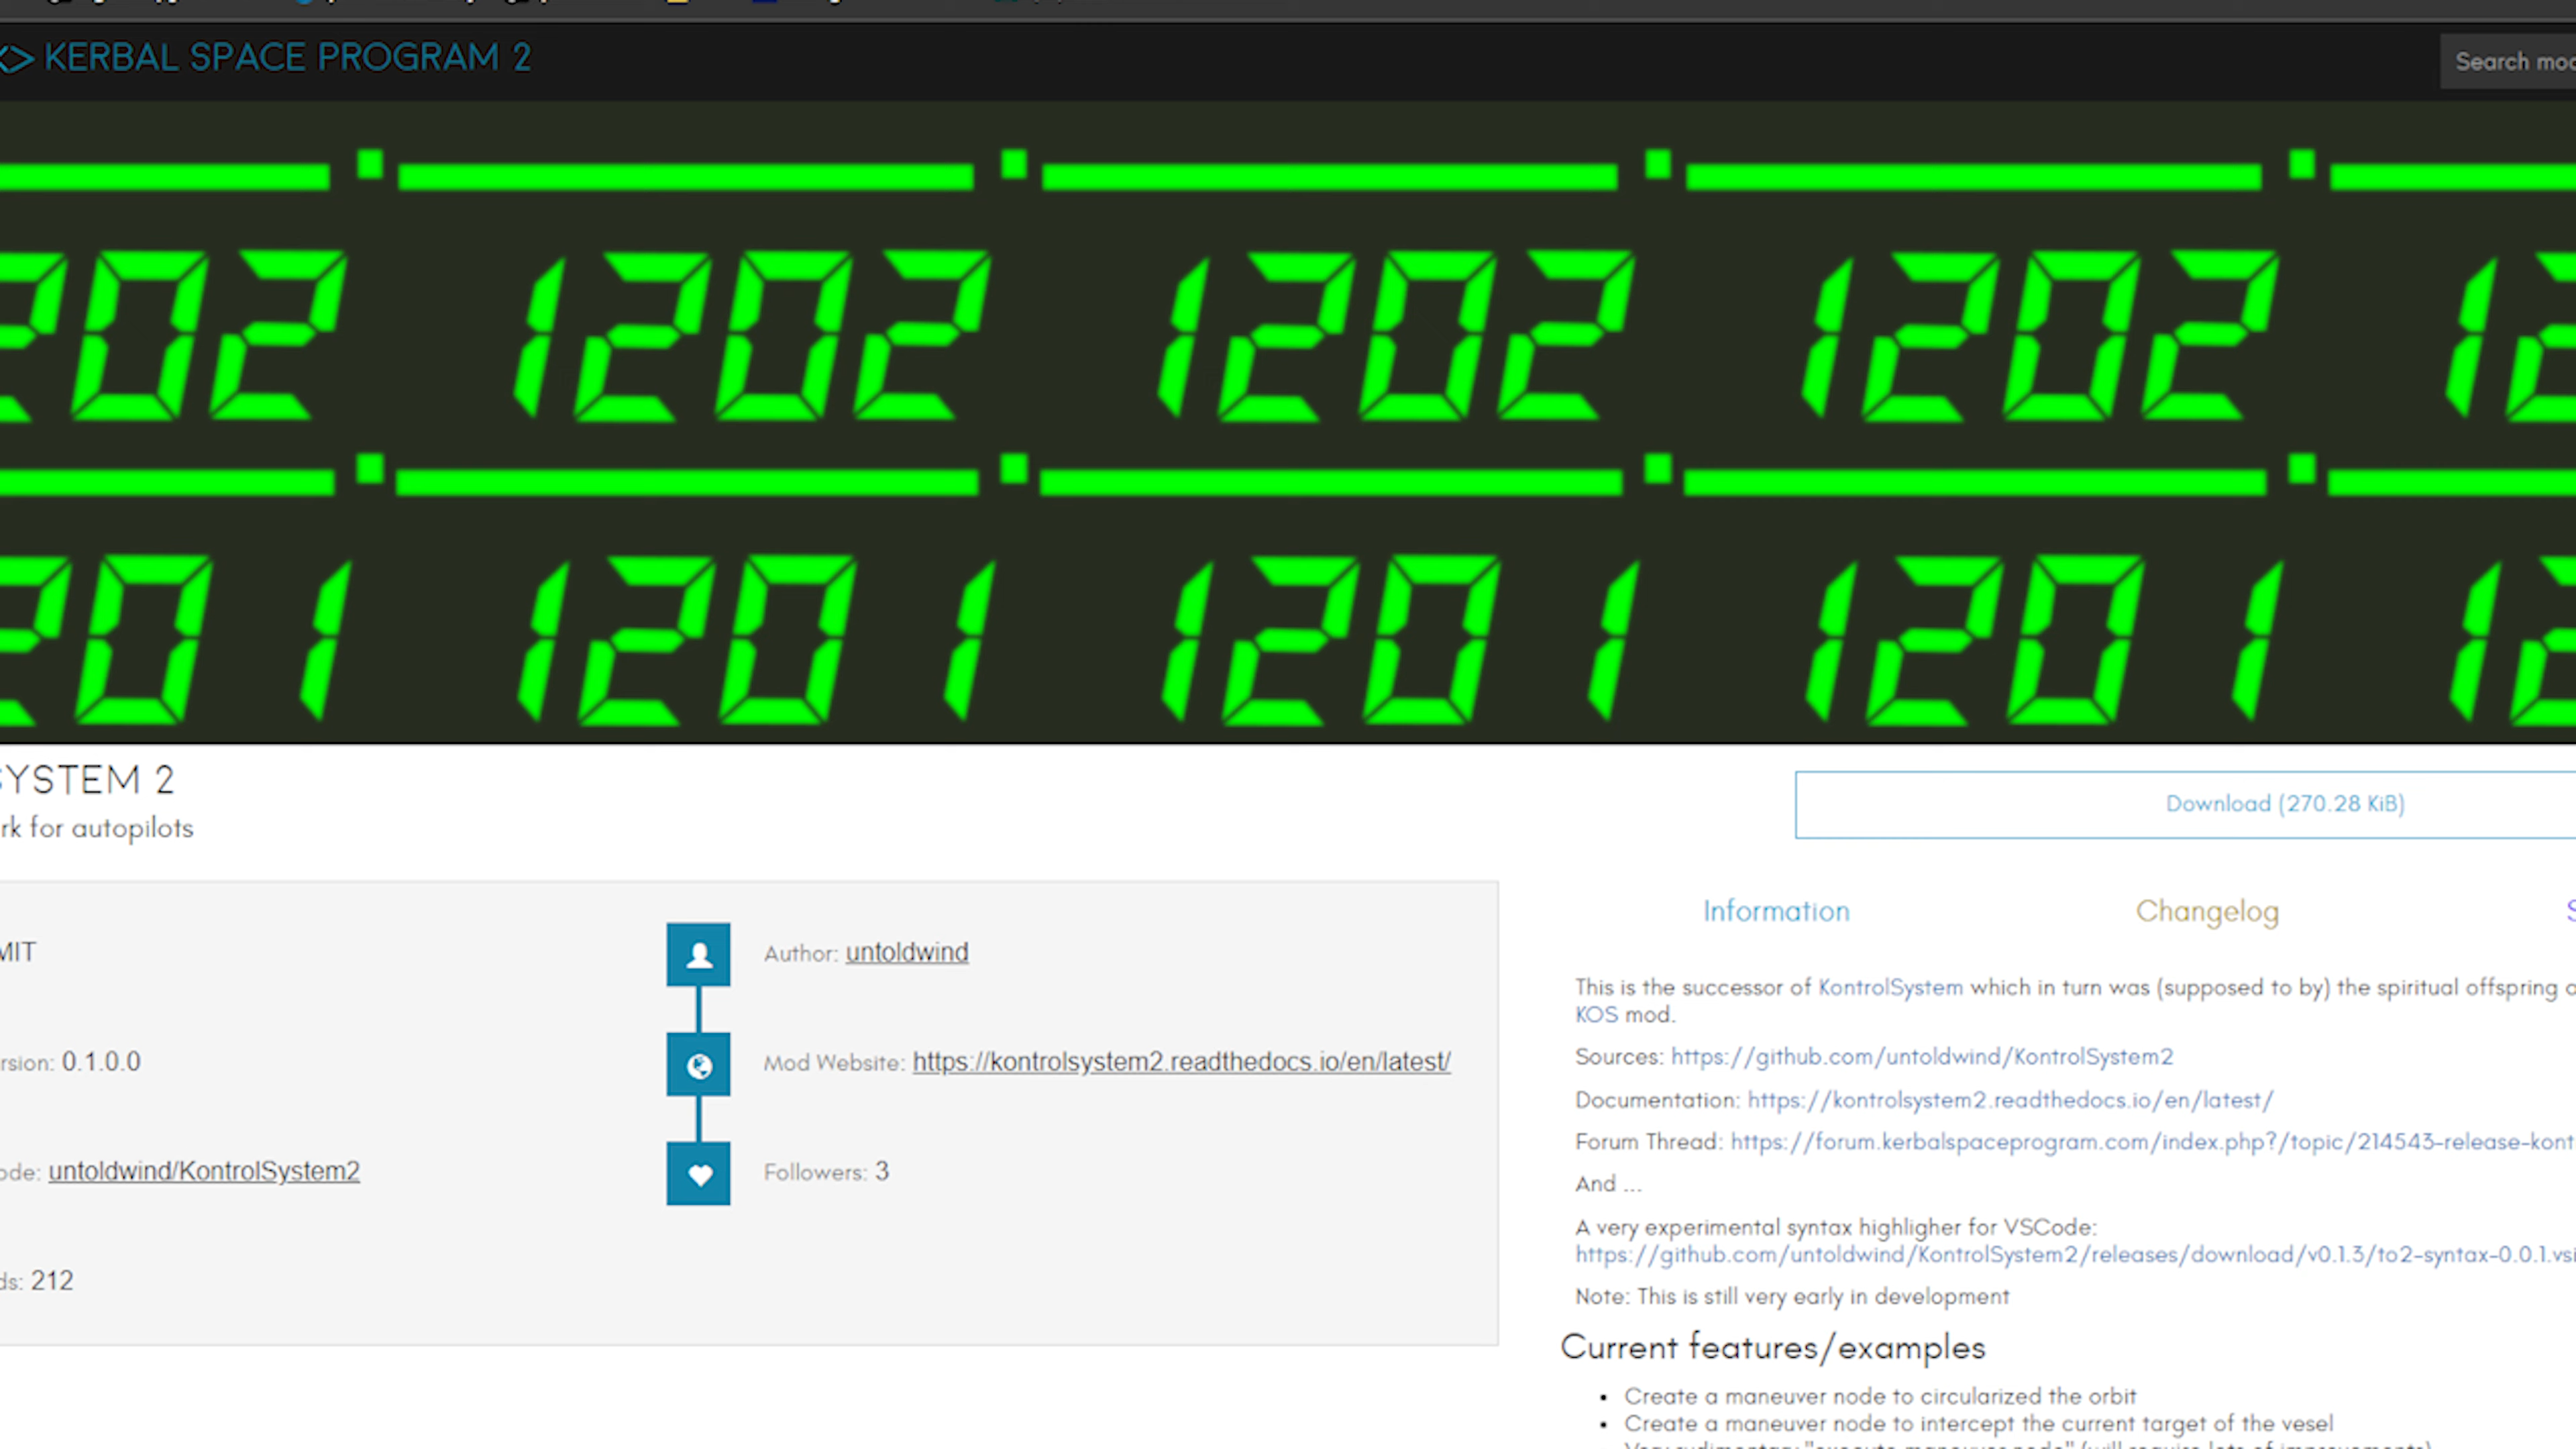 KERBAL SPACE PROGRAM 2
Search
202 1202 1202 1202
201 1201 1201 1201
SYSTEM 2
rk for autopilots
Download (270.28 KiB)
MIT
rsion: 0.1.0.0
ode: untoldwind/KontrolSystem2
ds: 212
Author: untoldwind
Mod Website: https://kontrolsystem2.readthedocs.io/en/latest/
Followers: 3
Information
Changelog
This is the successor of KontrolSystem which in turn was (supposed to by) the spiritual offspring
KOS mod.
Sources: https://github.com/untoldwind/KontrolSystem2
Documentation: https://kontrolsystem2.readthedocs.io/en/latest/
Forum Thread: https://forum.kerbalspaceprogram.com/index.php?/topic/214543-release-kont
And ...
A very experimental syntax highligher for VSCode:
https://github.com/untoldwind/KontrolSystem2/releases/download/v0.1.3/to2-syntax-0.0.1.vsi
Note: This is still very early in development
Current features/examples
• Create a maneuver node to circularized the orbit
• Create a maneuver node to intercept the current target of the vesel